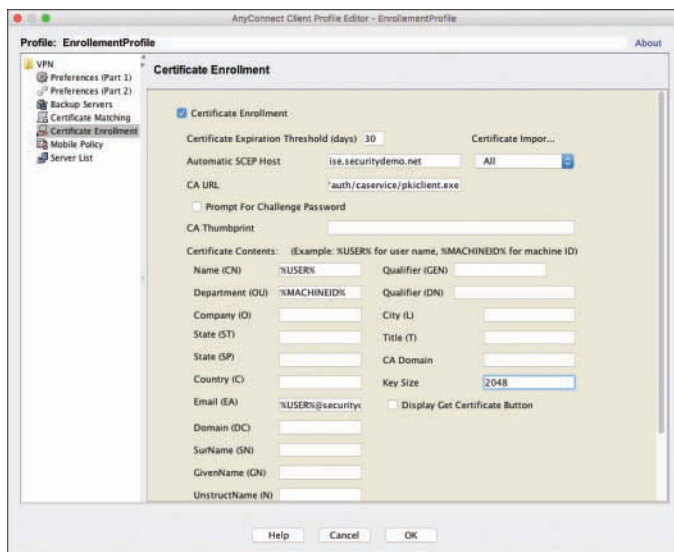 AnyConnect Client Profile Editor - EnrollementProfile
Profile: EnrollementProfile
About
VPN
Preferences (Part 1)
Preferences (Part 2)
Backup Servers
Certificate Matching
Certificate Enrollment
Mobile Policy
Server List
Certificate Enrollment
Certificate Enrollment
Certificate Expiration Threshold (days) 30 Certificate Impor...
Automatic SCEP Host ise.securitydemo.net All
CA URL 'auth/caservice/pkiclient.exe
Prompt For Challenge Password
CA Thumbprint
Certificate Contents: (Example: %USER% for user name, %MACHINEID% for machine ID)
Name (CN) %USER% Qualifier (GEN)
Department (OU) %MACHINEID% Qualifier (DN)
Company (O) City (L)
State (ST) Title (T)
State (SP) CA Domain
Country (C) Key Size 2048
Email (EA) %USER%@security Display Get Certificate Button
Domain (DC)
SurName (SN)
GivenName (GN)
UnstructName (N)
Help Cancel OK